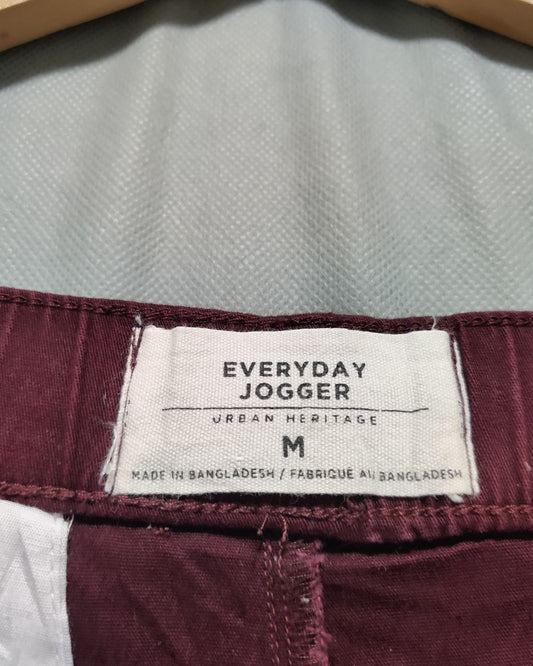 EVERYDAY
JOGGER
URBAN HERITAGE
M
MADE IN BANGLADESH / FABRIQUE AU BANGLADESH